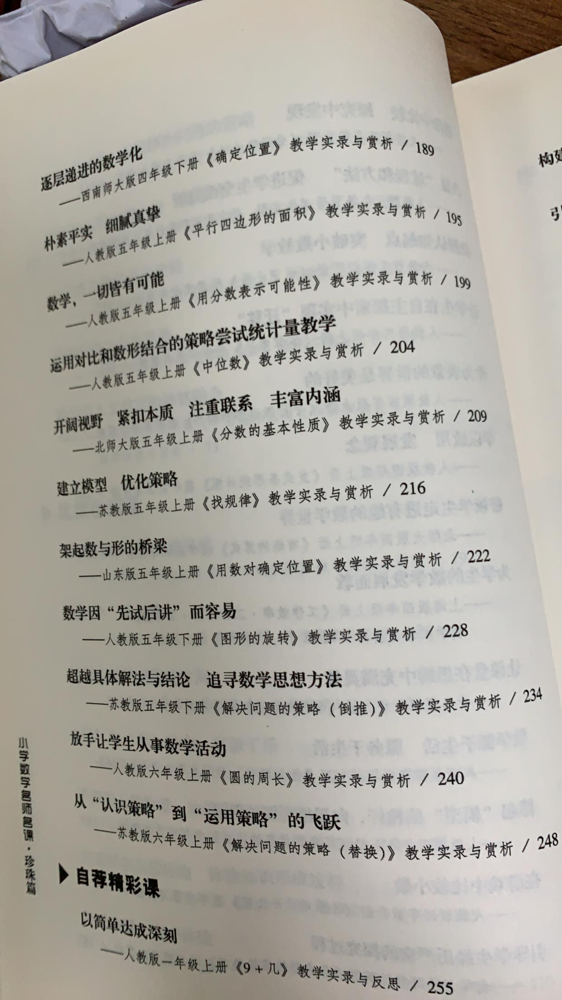 逐层递进的数学化
——西南师大版四年级下册《确定位置》教学实录与赏析 / 189
朴素平实 细腻真挚
——人教版五年级上册《平行四边形的面积》教学实录与赏析 / 195
数学，一切皆有可能
——人教版五年级上册《用分数表示可能性》教学实录与赏析 / 199
运用对比和数形结合的策略尝试统计量教学
——人教版五年级上册《中位数》教学实录与赏析 / 204
开阔视野 紧扣本质 注重联系 丰富内涵
——北师大版五年级上册《分数的基本性质》教学实录与赏析 / 209
建立模型 优化策略
——苏教版五年级上册《找规律》教学实录与赏析 / 216
架起数与形的桥梁
——山东版五年级上册《用数对确定位置》教学实录与赏析 / 222
数学因“先试后讲”而容易
——人教版五年级下册《图形的旋转》教学实录与赏析 / 228
超越具体解法与结论 追寻数学思想方法
——苏教版五年级下册《解决问题的策略（倒推）》教学实录与赏析 / 234
放手让学生从事数学活动
——人教版六年级上册《圆的周长》教学实录与赏析 / 240
从“认识策略”到“运用策略”的飞跃
——苏教版六年级上册《解决问题的策略（替换）》教学实录与赏析 / 248
▶ 自荐精彩课
以简单达成深刻
——人教版一年级上册《9+几》教学实录与反思 / 255
小学数学名师名课·珍珠篇
构建